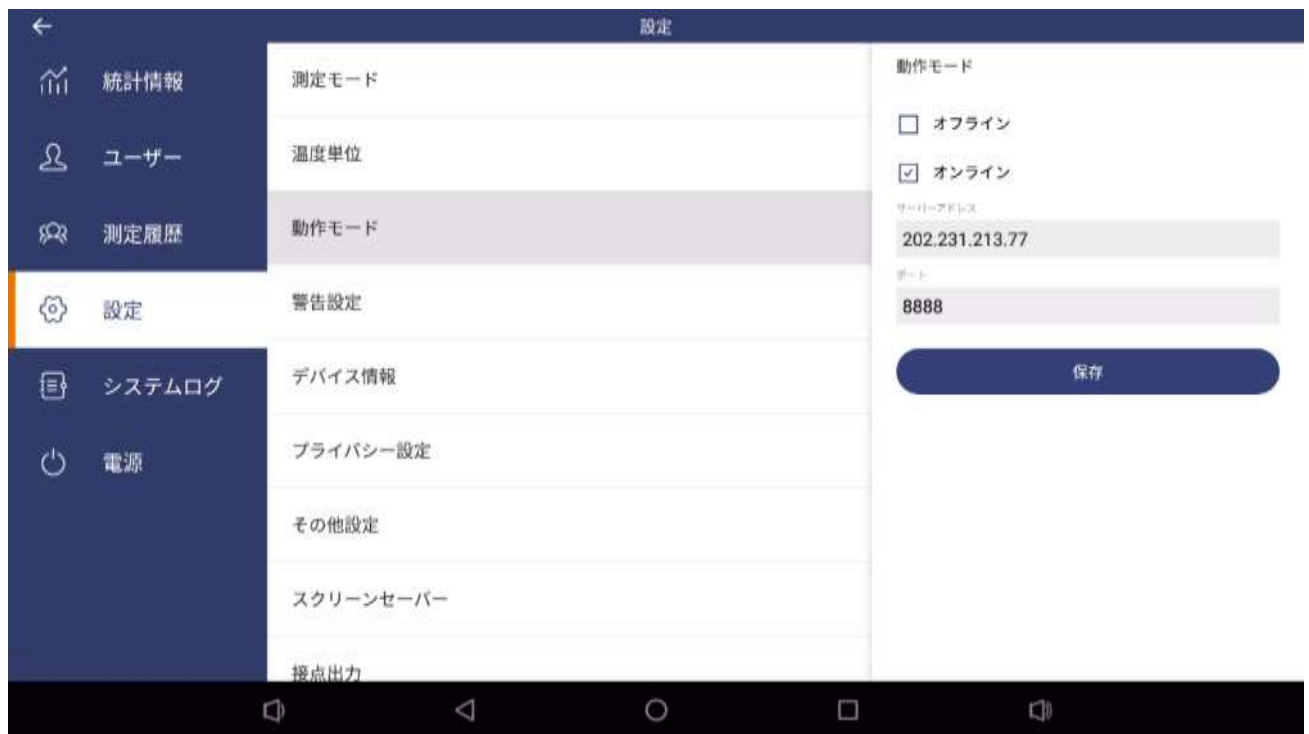 設定
統計情報
ユーザー
測定履歴
設定
システムログ
電源
測定モード
温度単位
動作モード
警告設定
デバイス情報
プライバシー設定
その他設定
スクリーンセーバー
接点出力
動作モード
オフライン
オンライン
サーバーアドレス
202.231.213.77
ポート
8888
保存